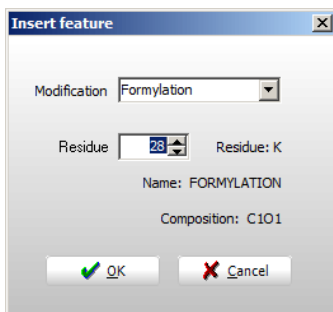 Insert feature
Modification Formylation
Residue 28 Residue: K
Name: FORMYLATION
Composition: C1O1
OK Cancel